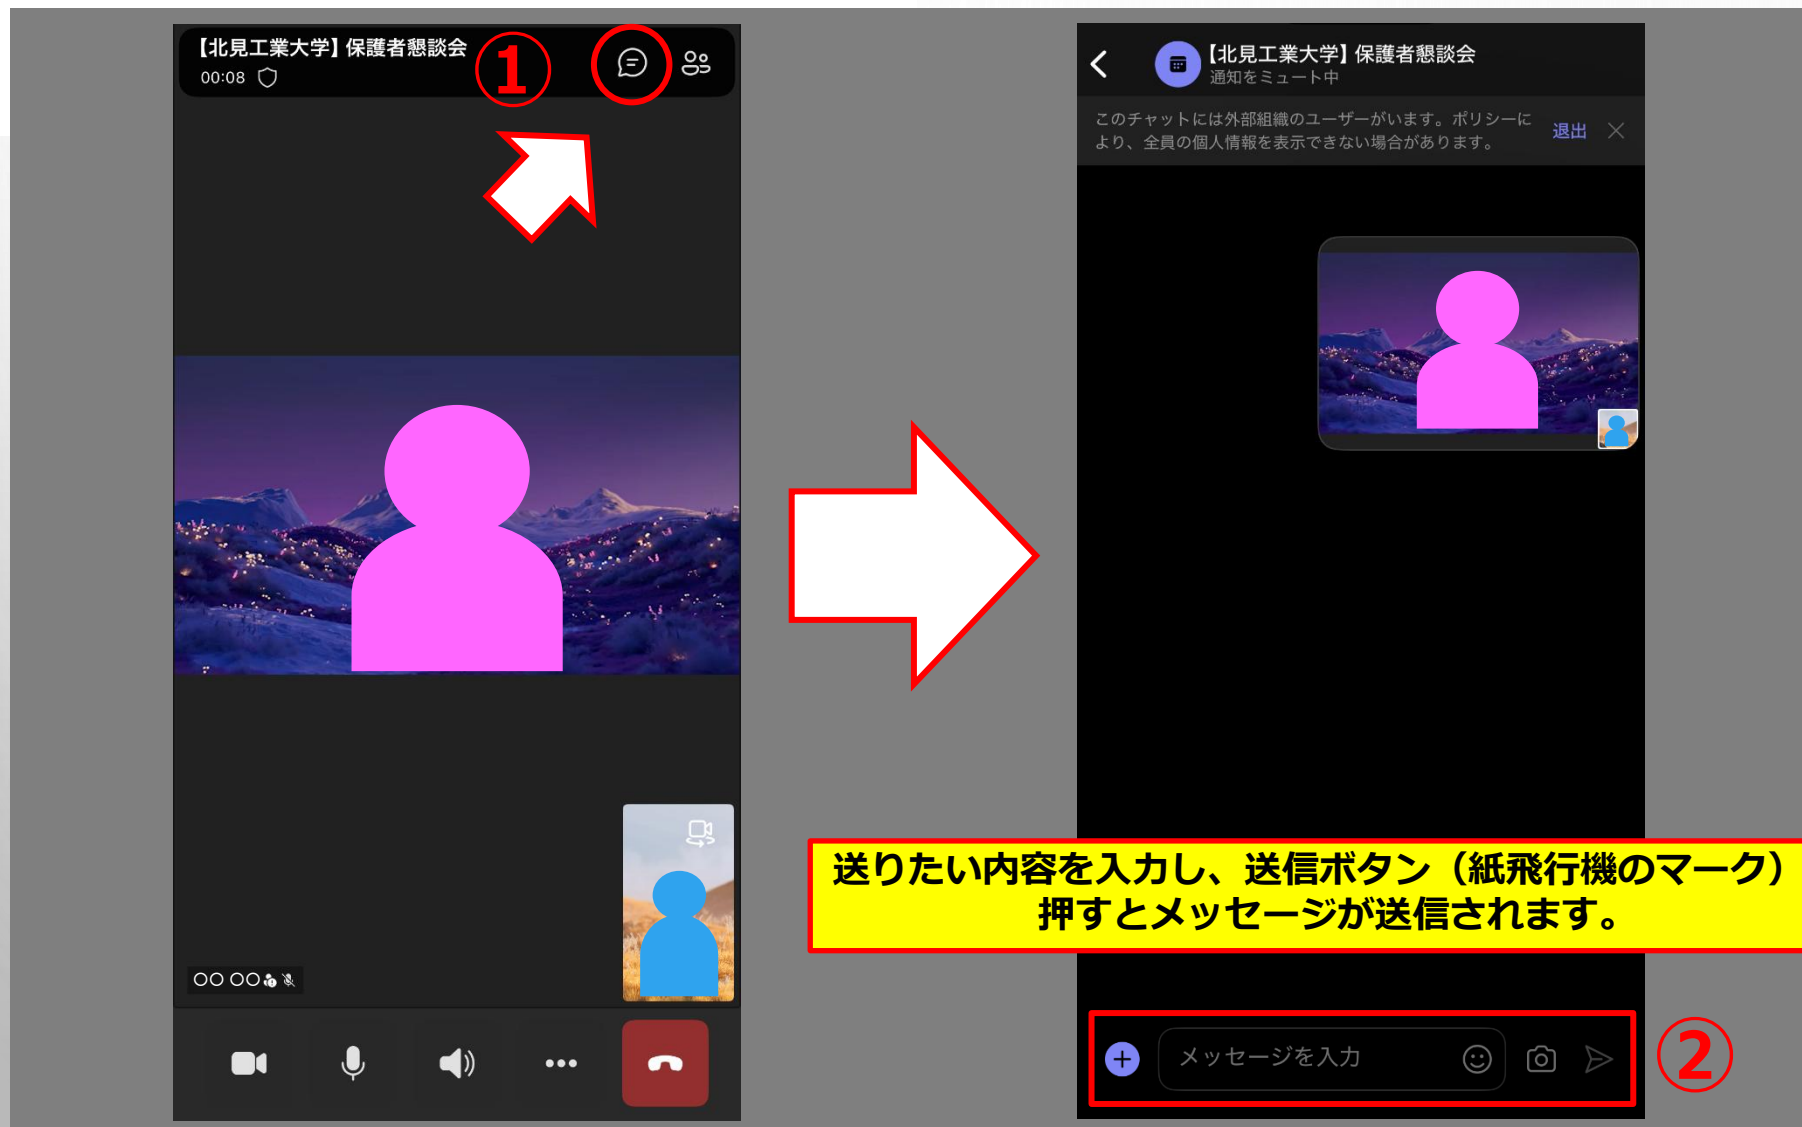 【北見工業大学】保護者懇談会
00:08
①
〇〇 〇〇
【北見工業大学】保護者懇談会
通知をミュート中
このチャットには外部組織のユーザーがいます。ポリシーに
より、全員の個人情報を表示できない場合があります。
退出
送りたい内容を入力し、送信ボタン（紙飛行機のマーク）
押すとメッセージが送信されます。
メッセージを入力
②